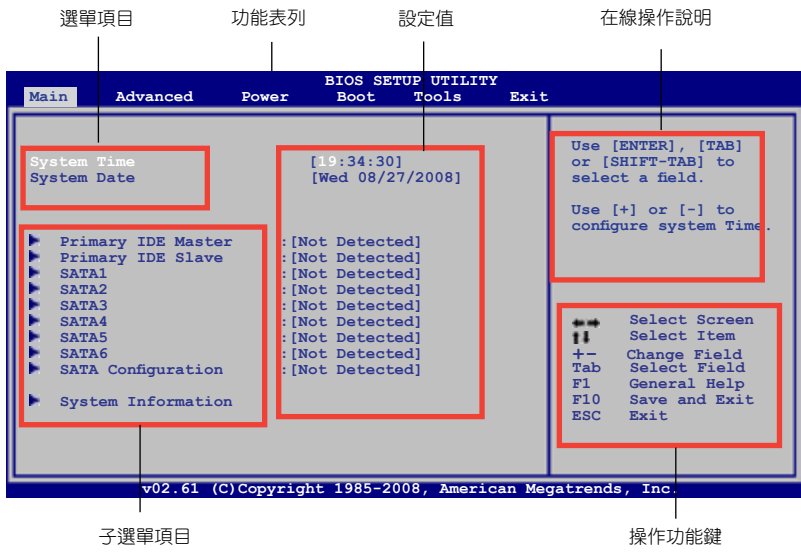 選單項目 功能表列 設定值 在線操作說明
BIOS SETUP UTILITY
Main Advanced Power Boot Tools Exit
System Time [19:34:30]
System Date [Wed 08/27/2008]
Primary IDE Master :[Not Detected]
Primary IDE Slave :[Not Detected]
SATA1 :[Not Detected]
SATA2 :[Not Detected]
SATA3 :[Not Detected]
SATA4 :[Not Detected]
SATA5 :[Not Detected]
SATA6 :[Not Detected]
SATA Configuration :[Not Detected]
System Information
Use [ENTER], [TAB]
or [SHIFT-TAB] to
select a field.
Use [+] or [-] to
configure system Time.
←→ Select Screen
↑↓ Select Item
+- Change Field
Tab Select Field
F1 General Help
F10 Save and Exit
ESC Exit
v02.61 (C)Copyright 1985-2008, American Megatrends, Inc.
子選單項目 操作功能鍵